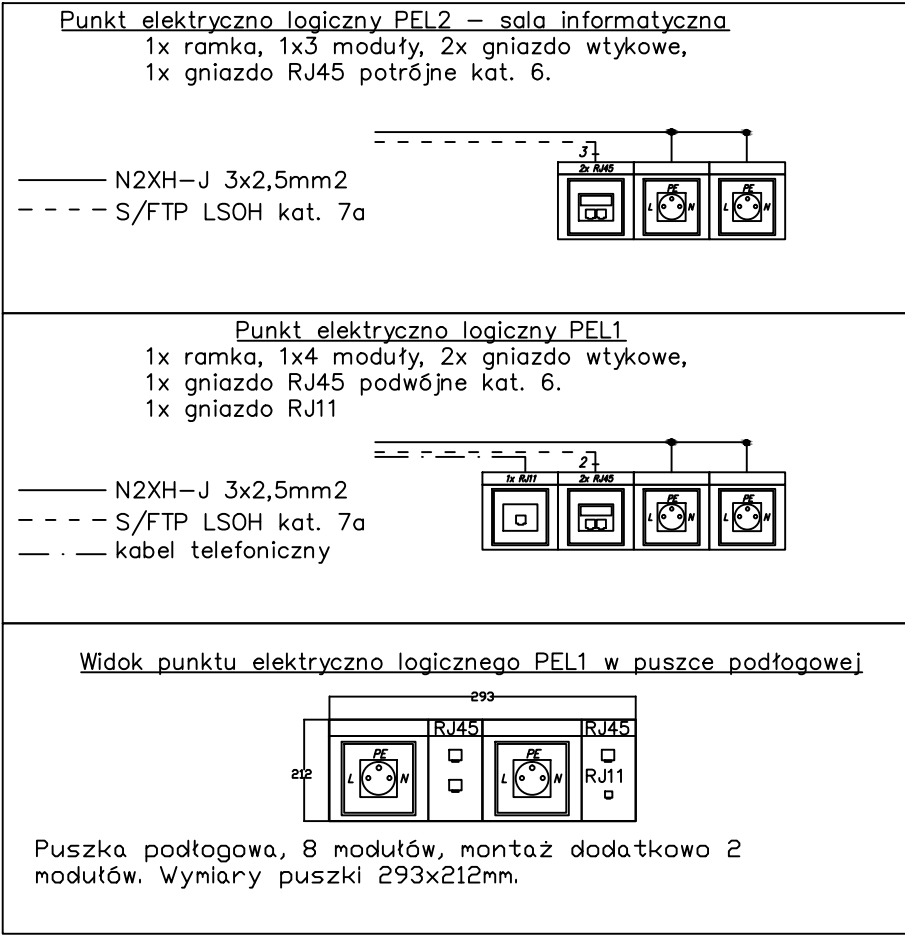 Punkt elektryczno logiczny PEL2 – sala informatyczna
1x ramka, 1x3 moduły, 2x gniazdo wtykowe,
1x gniazdo RJ45 potrójne kat. 6.
3
2x RJ45
PE
L N
PE
L N
N2XH-J 3x2,5mm2
S/FTP LSOH kat. 7a
Punkt elektryczno logiczny PEL1
1x ramka, 1x4 moduły, 2x gniazdo wtykowe,
1x gniazdo RJ45 podwójne kat. 6.
1x gniazdo RJ11
2
1x RJ11 2x RJ45
PE
L N
PE
L N
N2XH-J 3x2,5mm2
S/FTP LSOH kat. 7a
kabel telefoniczny
Widok punktu elektryczno logicznego PEL1 w puszce podłogowej
293
RJ45 RJ45
PE
L N
PE
L N
212
RJ11
Puszka podłogowa, 8 modułów, montaż dodatkowo 2
modułów. Wymiary puszki 293x212mm.